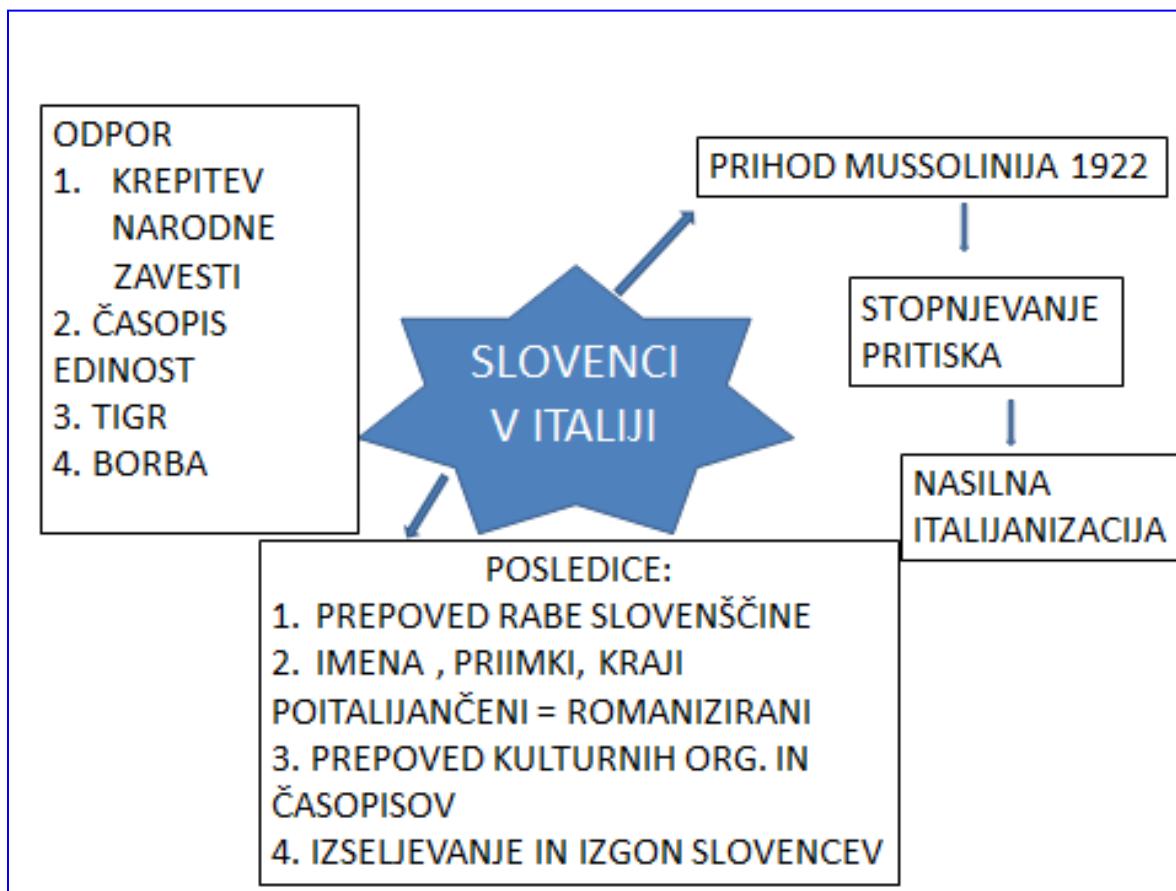 ODPOR
1. KREPITEV
NARODNE
ZAVESTI
2. ČASOPIS
EDINOST
3. TIGR
4. BORBA
SLOVENCI
V ITALIJI
PRIHOD MUSSOLINIJA 1922
STOPNJEVANJE
PRITISKA
NASILNA
ITALIJANIZACIJA
POSLEDICE:
1. PREPOVED RABE SLOVENŠČINE
2. IMENA , PRIIMKI, KRAJI
POITALIJANČENI = ROMANIZIRANI
3. PREPOVED KULTURNIH ORG. IN
ČASOPISOV
4. IZSELJEVANJE IN IZGON SLOVENCEV